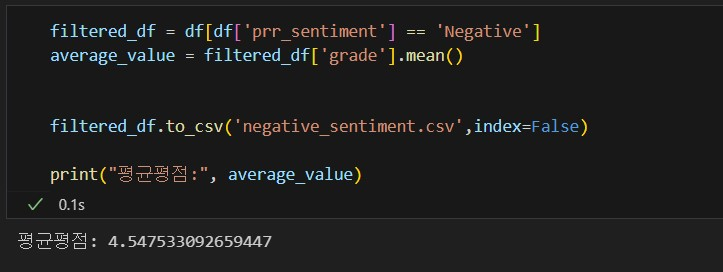 filtered_df = df[df['prr_sentiment'] == 'Negative']
average_value = filtered_df['grade'].mean()
filtered_df.to_csv('negative_sentiment.csv',index=False)
print("평균평점:", average_value)
✓ 0.1s
평균평점: 4.547533092659447